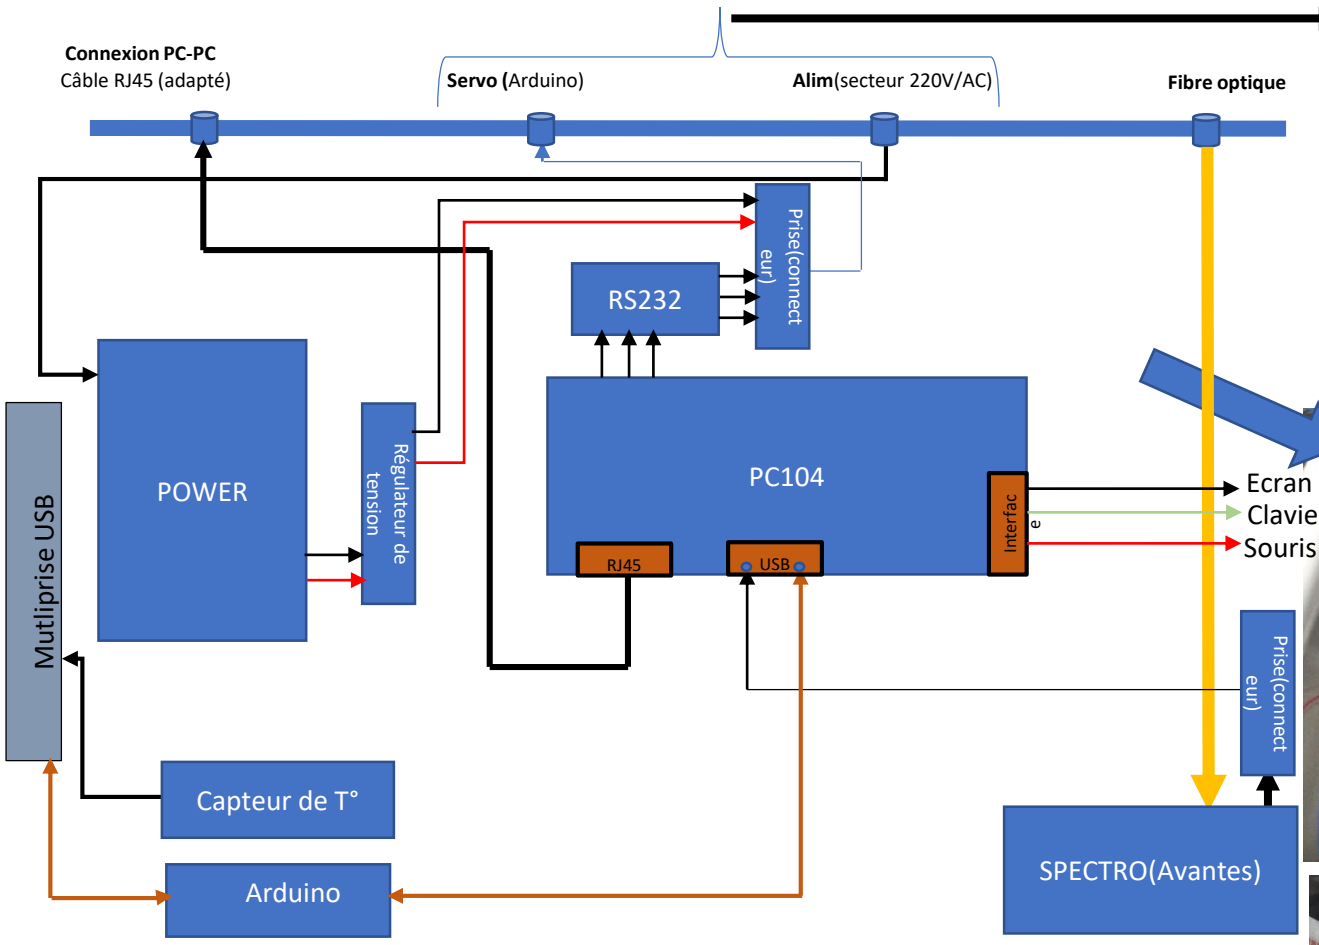 Connexion PC-PC
Câble RJ45 (adapté)
Servo (Arduino)
Alim(secteur 220V/AC)
Fibre optique
Prise(connect
eur)
RS232
POWER
Régulateur de
tension
PC104
Interfac
e
Ecran
Clavie
Souris
RJ45
USB
Mutliprise USB
Prise(connect
eur)
Capteur de T°
Arduino
SPECTRO(Avantes)